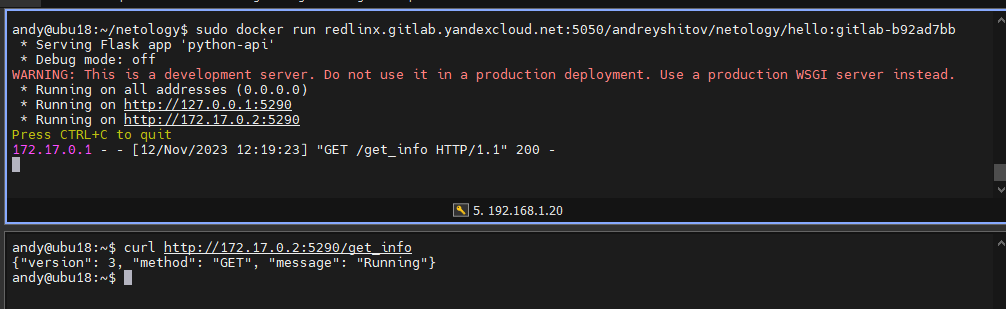 andy@ubu18:~/netology$ sudo docker run redlinx.gitlab.yandexcloud.net:5050/andreyshitov/netology/hello:gitlab-b92ad7bb
 * Serving Flask app 'python-api'
 * Debug mode: off
WARNING: This is a development server. Do not use it in a production deployment. Use a production WSGI server instead.
 * Running on all addresses (0.0.0.0)
 * Running on http://127.0.0.1:5290
 * Running on http://172.17.0.2:5290
Press CTRL+C to quit
172.17.0.1 - - [12/Nov/2023 12:19:23] "GET /get_info HTTP/1.1" 200 -
5. 192.168.1.20
andy@ubu18:~$ curl http://172.17.0.2:5290/get_info
{"version": 3, "method": "GET", "message": "Running"}
andy@ubu18:~$